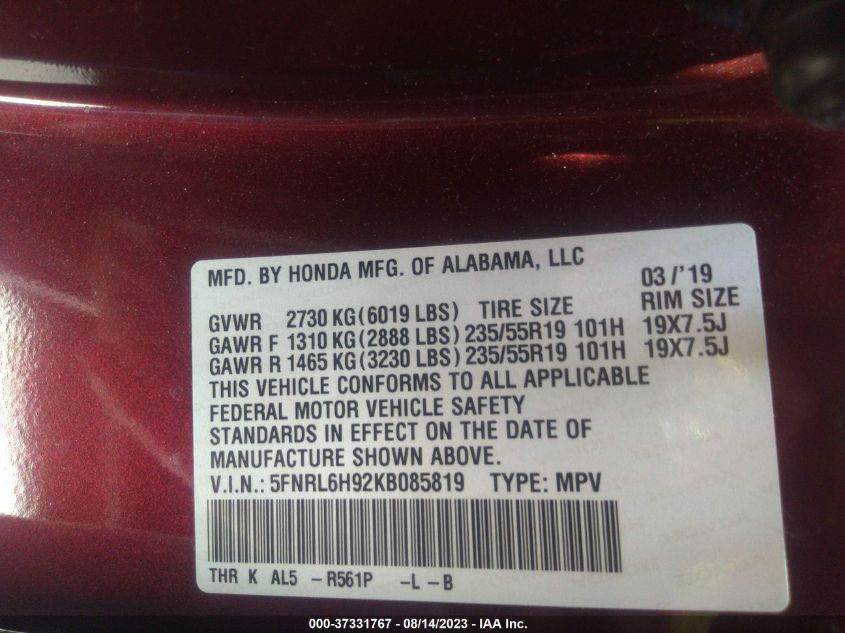 MFD. BY HONDA MFG. OF ALABAMA, LLC 03/'19
GVWR 2730 KG (6019 LBS) TIRE SIZE RIM SIZE
GAWR F 1310 KG (2888 LBS) 235/55R19 101H 19X7.5J
GAWR R 1465 KG (3230 LBS) 235/55R19 101H 19X7.5J
THIS VEHICLE CONFORMS TO ALL APPLICABLE
FEDERAL MOTOR VEHICLE SAFETY
STANDARDS IN EFFECT ON THE DATE OF
MANUFACTURE SHOWN ABOVE.
V.I.N.: 5FNRL6H92KB085819 TYPE: MPV
THR K AL5 -R561P -L -B
000-37331767 - 08/14/2023 - IAA Inc.